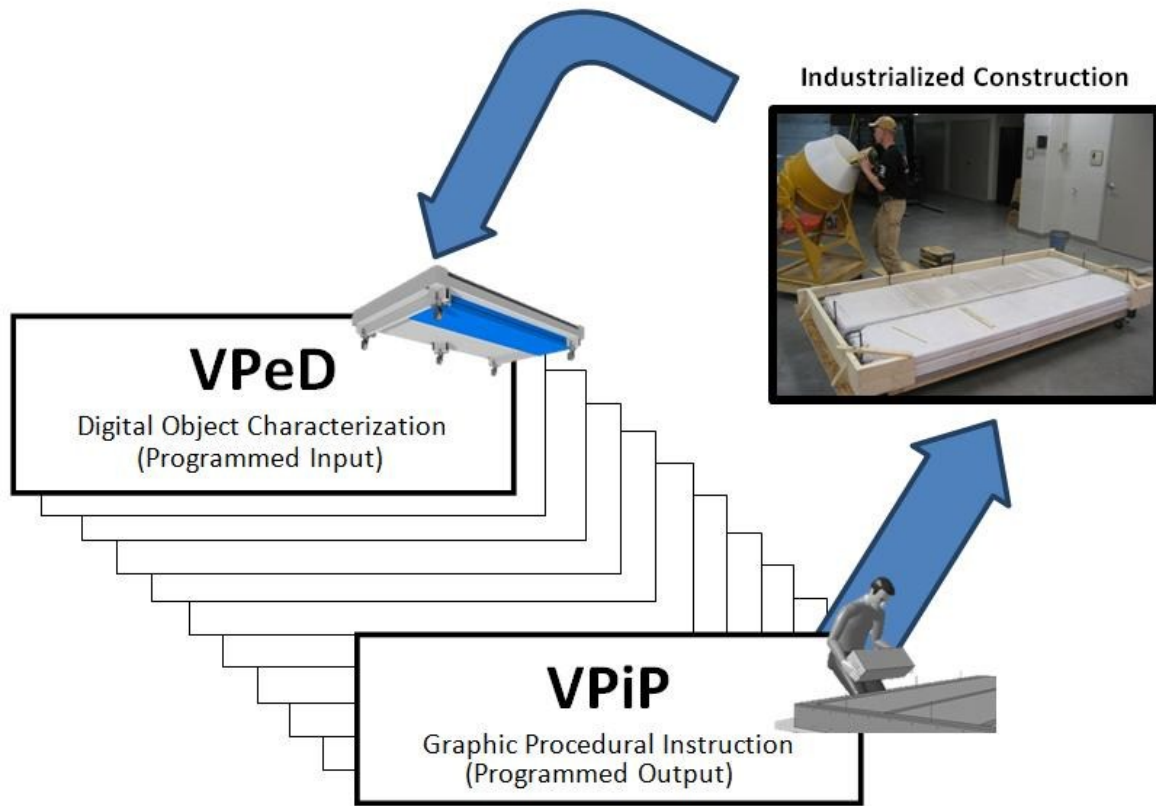 Industrialized Construction
VPeD
Digital Object Characterization
(Programmed Input)
VPiP
Graphic Procedural Instruction
(Programmed Output)